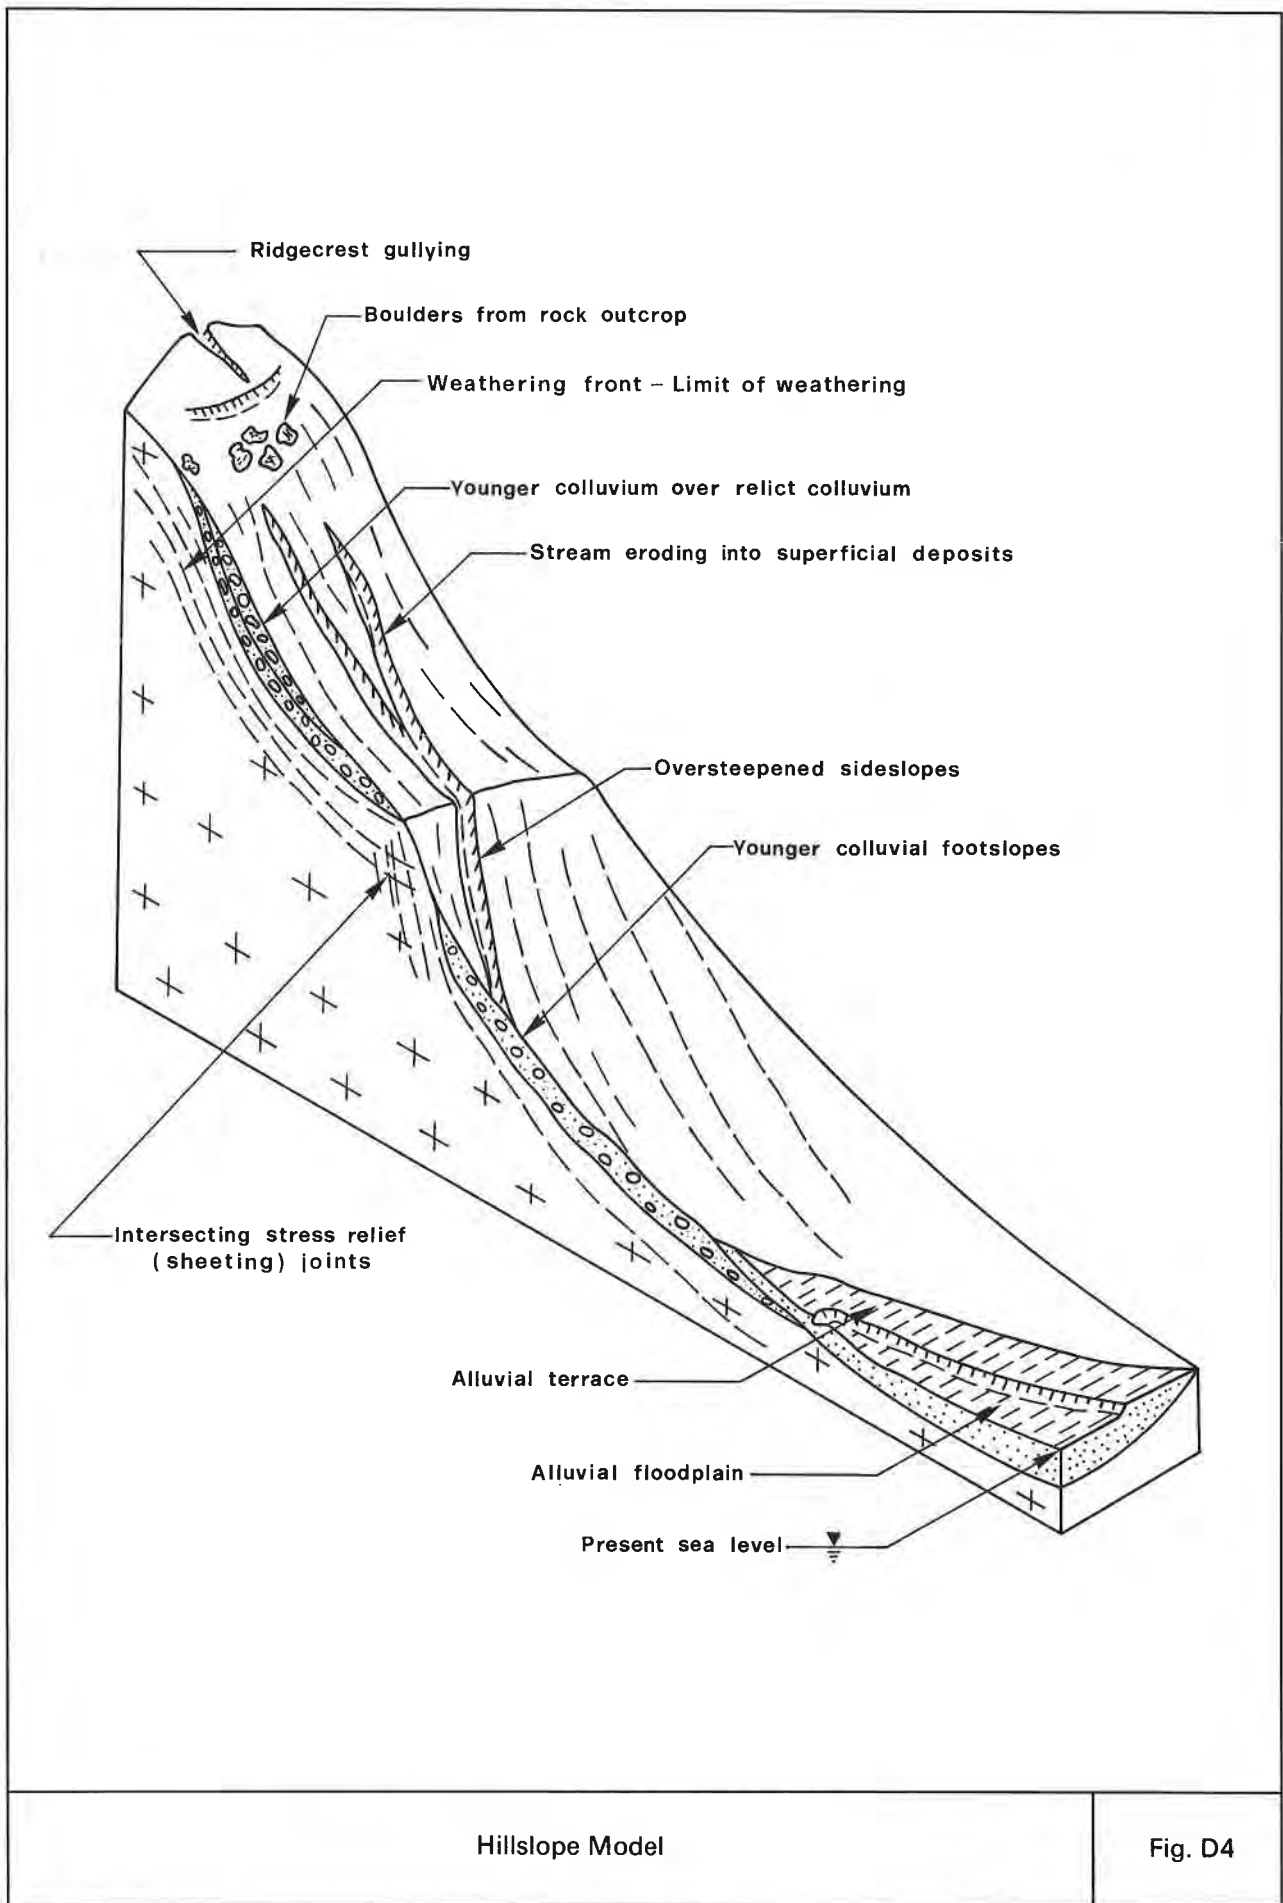 Ridgecrest gullying
Boulders from rock outcrop
Weathering front – Limit of weathering
Younger colluvium over relict colluvium
Stream eroding into superficial deposits
Oversteepened sideslopes
Younger colluvial footslopes
Intersecting stress relief
(sheeting) joints
Alluvial terrace
Alluvial floodplain
Present sea level
Hillslope Model
Fig. D4